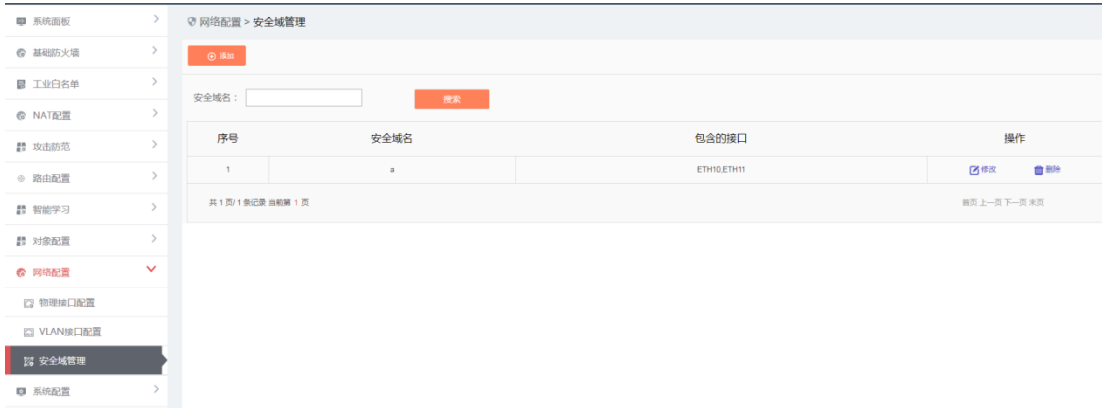 系统面板
基础防火墙
工业白名单
NAT配置
攻击防范
路由配置
智能学习
对象配置
网络配置
物理接口配置
VLAN接口配置
安全域管理
系统配置
网络配置 > 安全域管理
添加
安全域名：
搜索
序号 安全域名 包含的接口 操作
1 a ETH10,ETH11 修改 删除
共 1 页/ 1 条记录 当前第 1 页 首页 上一页 下一页 末页